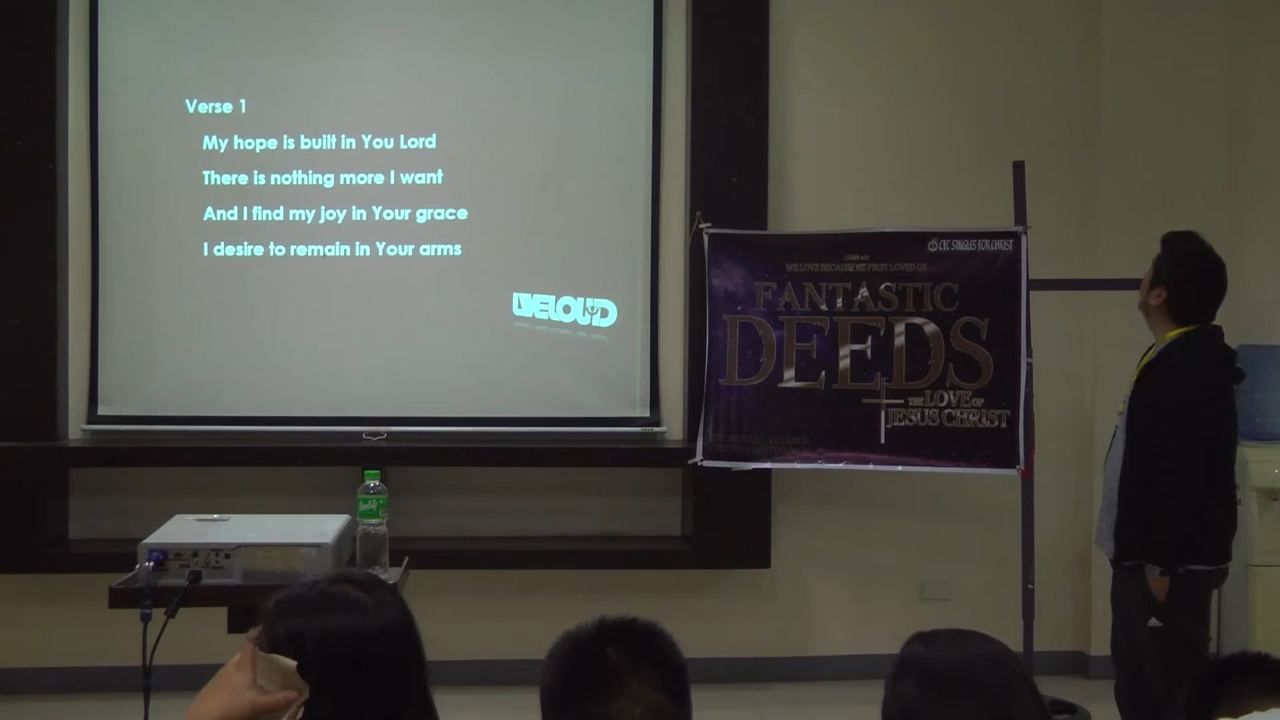 Verse 1
My hope is built in You Lord
There is nothing more I want
And I find my joy in Your grace
I desire to remain in Your arms
LIVELOUD
CFC SINGLES FOR CHRIST
WE LOVE BECAUSE HE FIRST LOVED US
FANTASTIC
DEEDS
THE LOVE OF
JESUS CHRIST